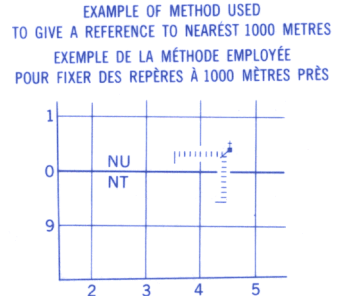 EXAMPLE OF METHOD USED
TO GIVE A REFERENCE TO NEAREST 1000 METRES
EXEMPLE DE LA MÉTHODE EMPLOYÉE
POUR FIXER DES REPÈRES À 1000 MÈTRES PRÈS
1
NU
0
NT
9
2 3 4 5